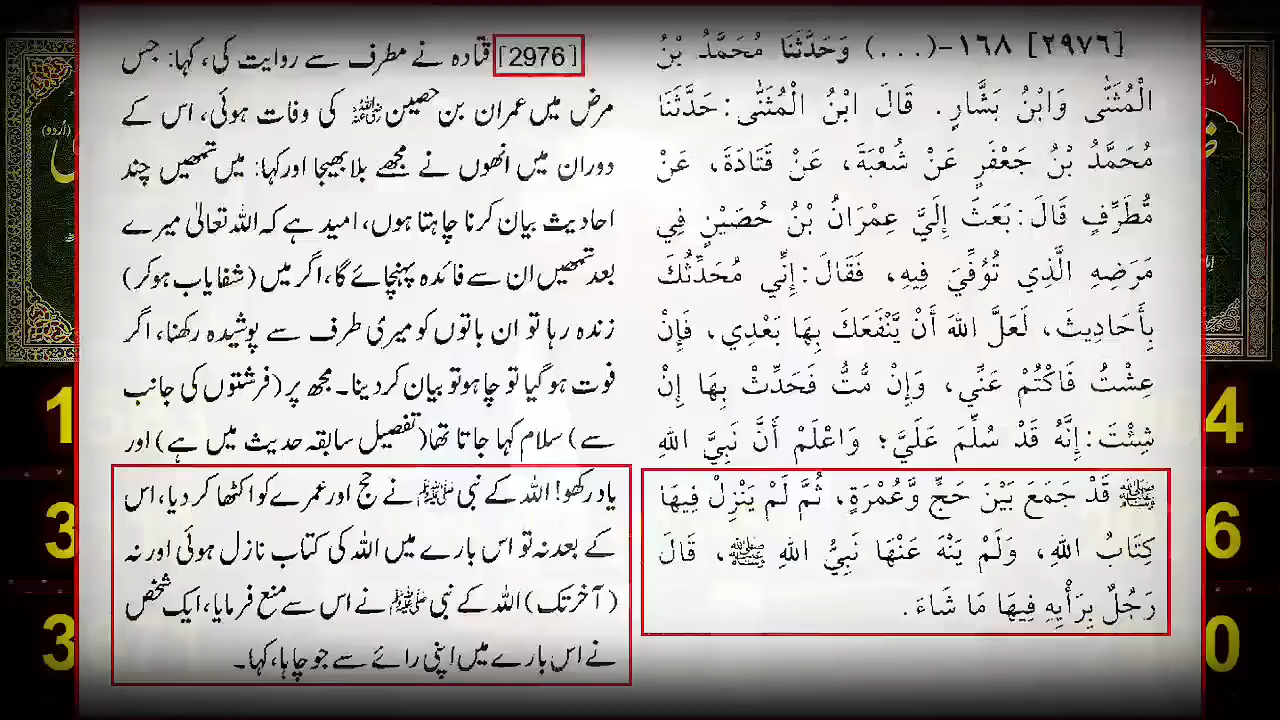 [٢٩٧٦] ١٦٨-(...) وَحَدَّثَنَا مُحَمَّدُ بْنُ
الْمُثَنّٰى وَابْنُ بَشَّارٍ. قَالَ ابْنُ الْمُثَنّٰى: حَدَّثَنَا
مُحَمَّدُ بْنُ جَعْفَرٍ عَنْ شُعْبَةَ، عَنْ قَتَادَةَ، عَنْ
مُّطَرِّفٍ قَالَ: بَعَثَ إِلَيَّ عِمْرَانُ بْنُ حُصَيْنٍ فِي
مَرَضِهِ الَّذِي تُوُفِّيَ فِيهِ، فَقَالَ: إِنِّي مُحَدِّثُكَ
بِأَحَادِيثَ، لَعَلَّ اللهَ أَنْ يَّنْفَعَكَ بِهَا بَعْدِي، فَإِنْ
عِشْتُ فَاكْتُمْ عَنِّي، وَإِنْ مُّتُّ فَحَدِّثْ بِهَا إِنْ
شِئْتَ: إِنَّهُ قَدْ سُلِّمَ عَلَيَّ؛ وَاعْلَمْ أَنَّ نَبِيَّ اللهِ
ﷺ قَدْ جَمَعَ بَيْنَ حَجٍّ وَّعُمْرَةٍ، ثُمَّ لَمْ يَنْزِلْ فِيهَا
كِتَابُ اللهِ، وَلَمْ يَنْهَ عَنْهَا نَبِيُّ اللهِ ﷺ، قَالَ
رَجُلٌ بِرَأْيِهِ فِيهَا مَا شَاءَ.
[2976] قتادہ نے مطرف سے روایت کی، کہا: جس
مرض میں عمران بن حصین رضی اللہ عنہ کی وفات ہوئی، اس کے
دوران میں انھوں نے مجھے بلا بھیجا اور کہا: میں تمھیں چند
احادیث بیان کرنا چاہتا ہوں، امید ہے کہ اللہ تعالیٰ میرے
بعد تمھیں ان سے فائدہ پہنچائے گا، اگر میں (شفایاب ہوکر)
زندہ رہا تو ان باتوں کو میری طرف سے پوشیدہ رکھنا، اگر
فوت ہو گیا تو چاہو تو بیان کر دینا۔ مجھ پر (فرشتوں کی جانب
سے) سلام کہا جاتا تھا (تفصیل سابقہ حدیث میں ہے) اور
یاد رکھو! اللہ کے نبی ﷺ نے حج اور عمرے کو اکٹھا کر دیا، اس
کے بعد نہ تو اس بارے میں اللہ کی کتاب نازل ہوئی اور نہ
(آخر تک) اللہ کے نبی ﷺ نے اس سے منع فرمایا، ایک شخص
نے اس بارے میں اپنی رائے سے جو چاہا، کہا۔
1
4
3
6
3
0